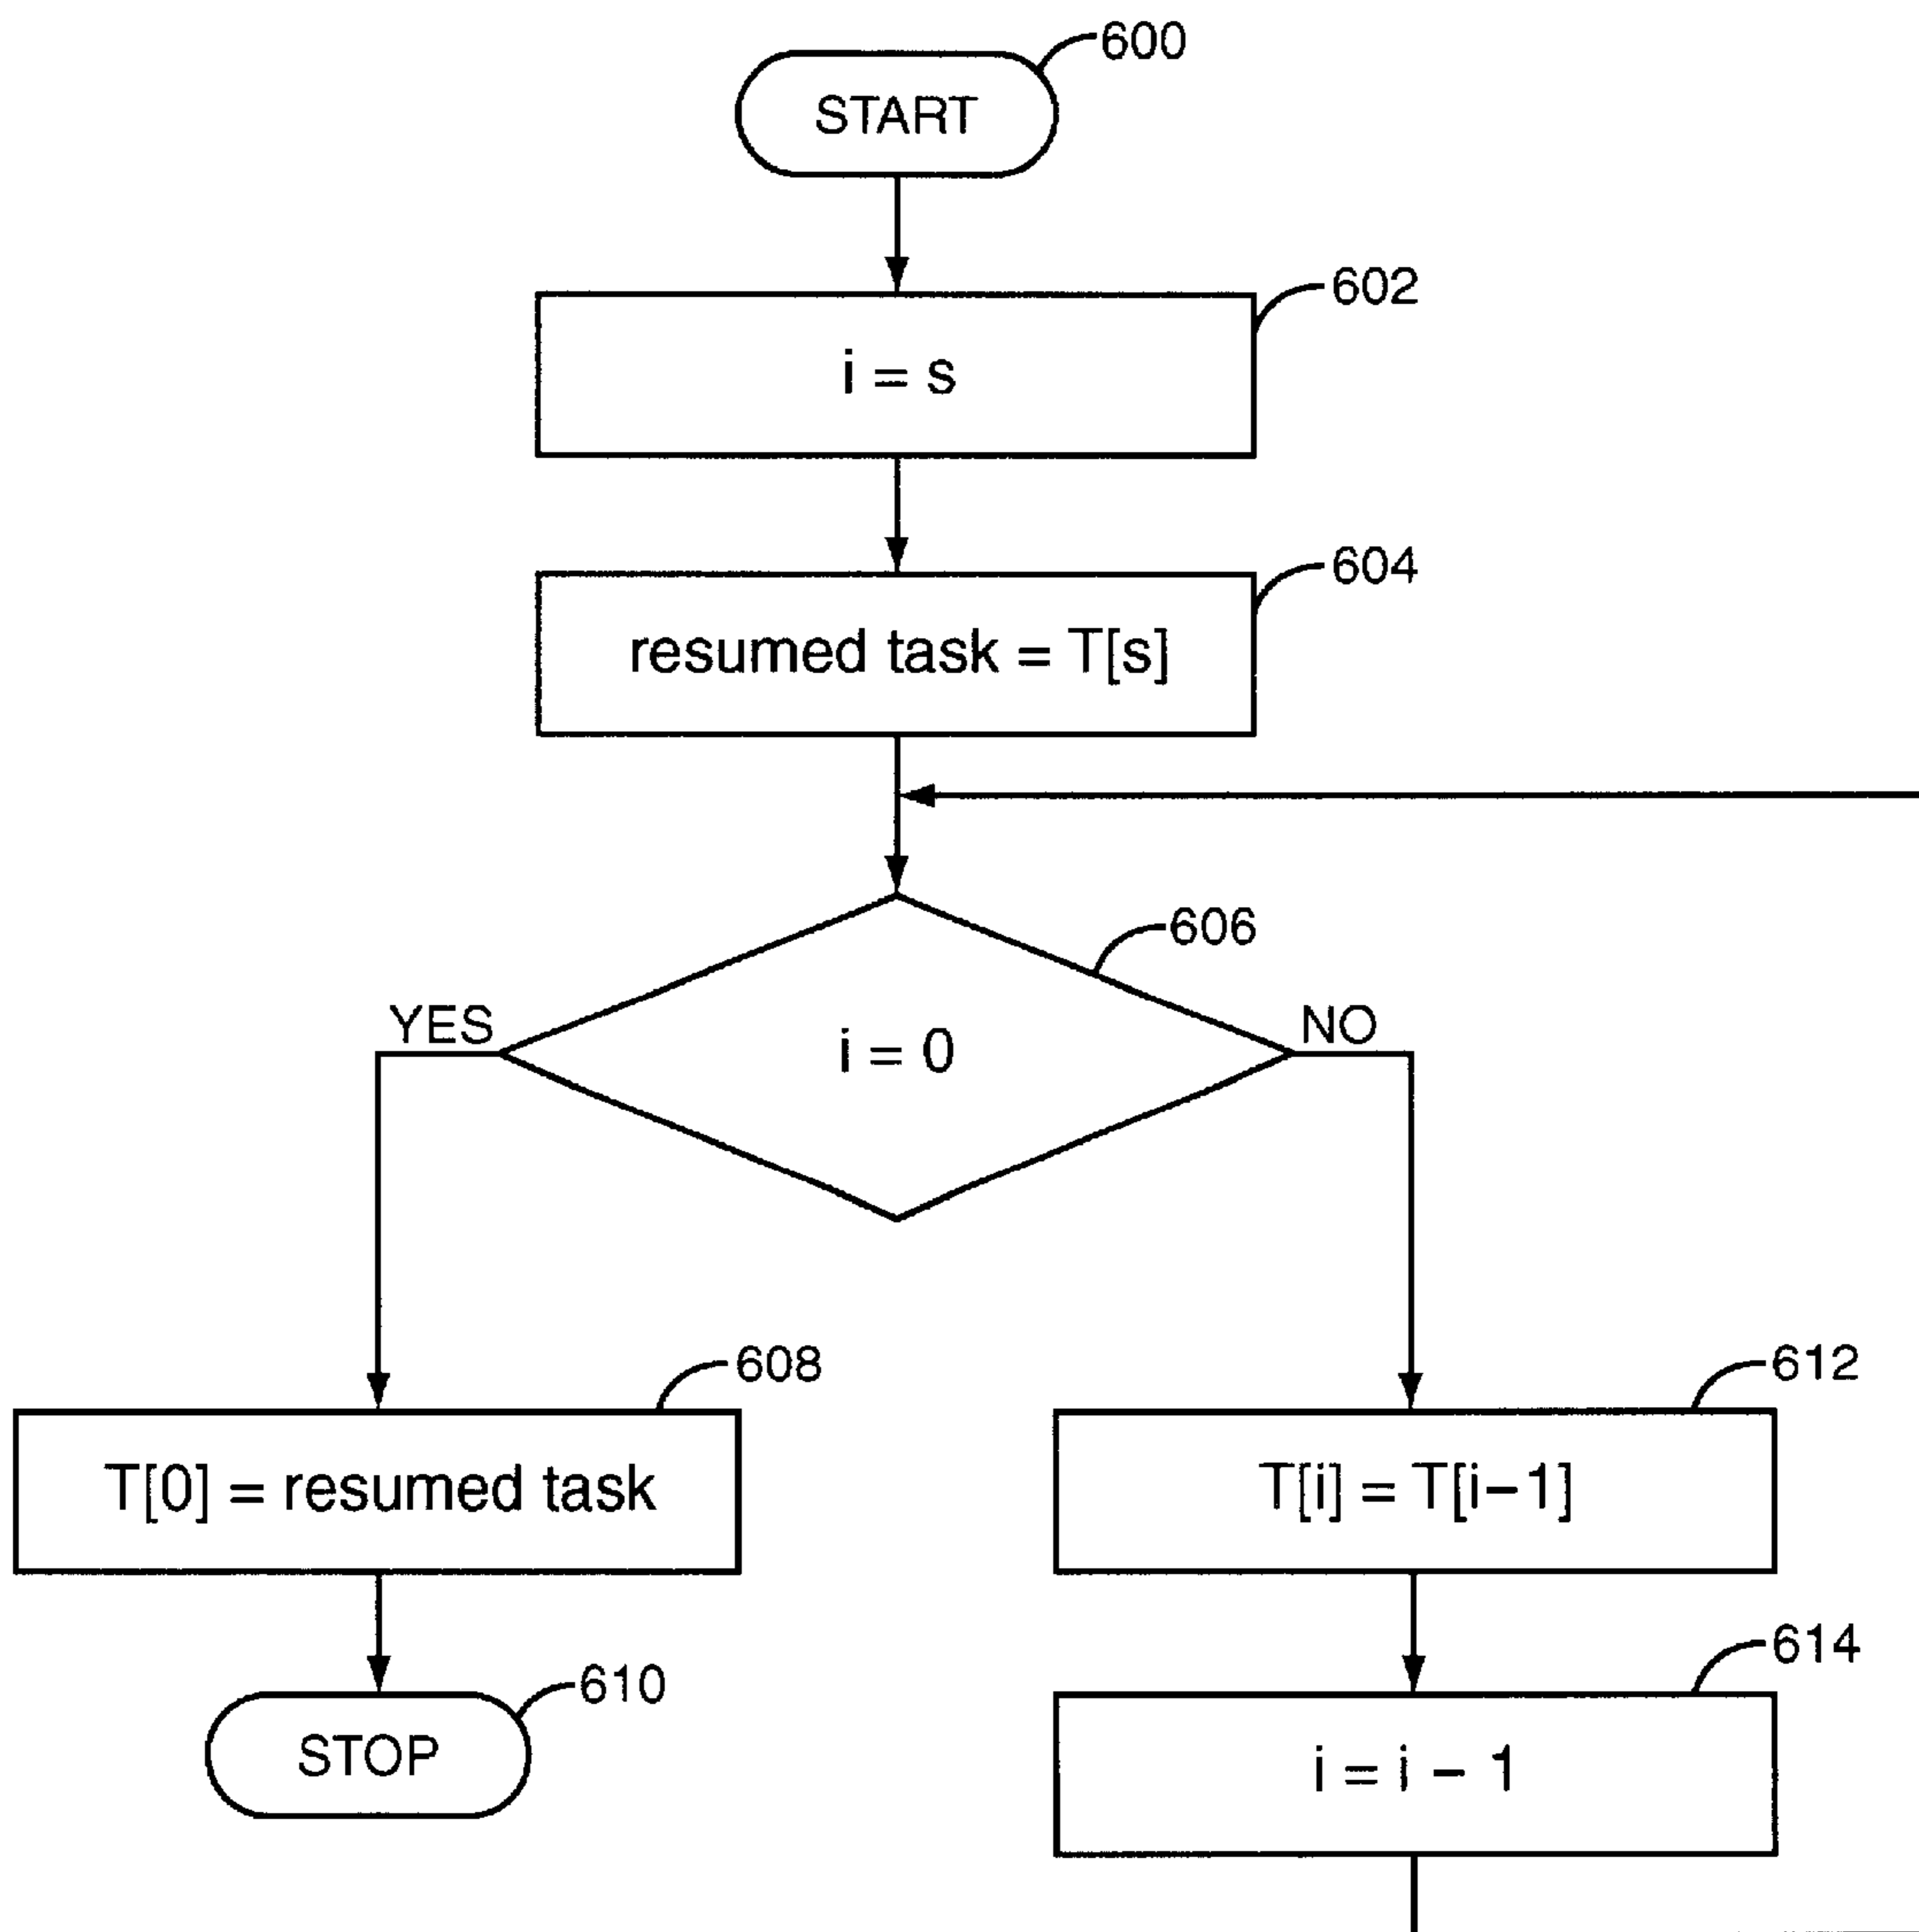 600
START
602
i = s
604
resumed task = T[s]
606
YES
NO
i = 0
608
612
T[0] = resumed task
T[i] = T[i−1]
610
614
STOP
i = i − 1